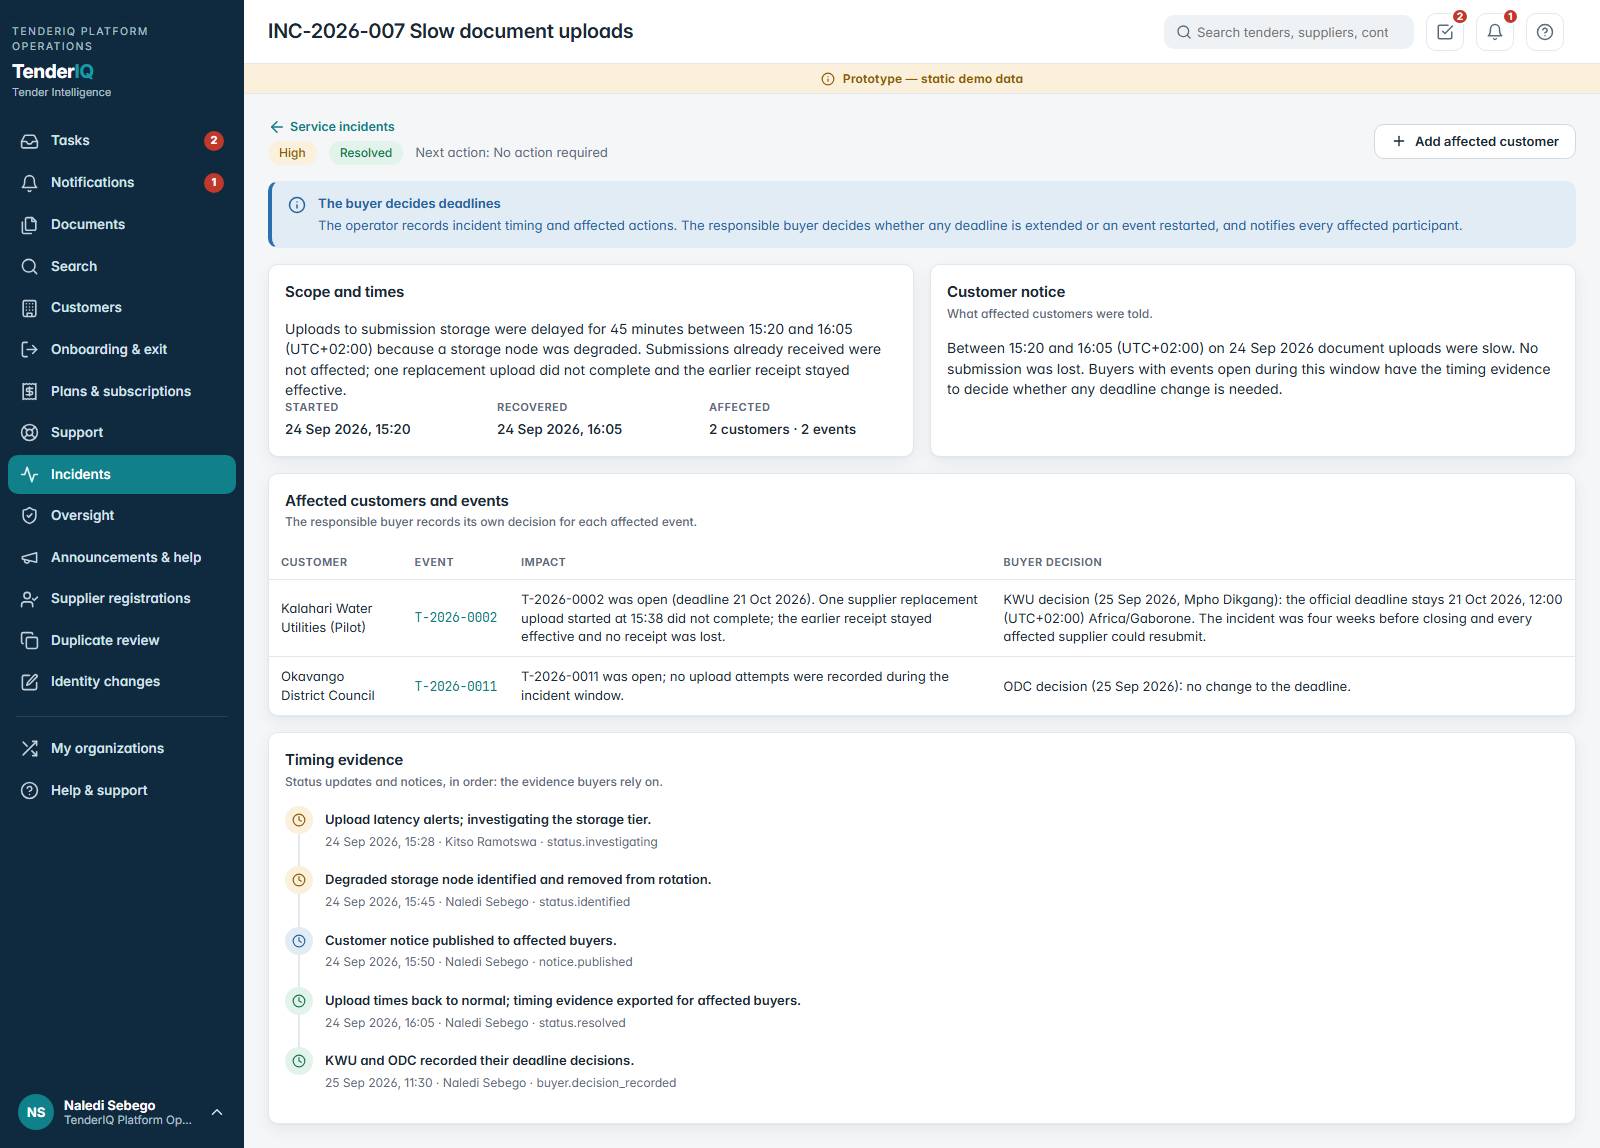 TENDERIQ PLATFORM
OPERATIONS
TenderIQ
Tender Intelligence
Tasks
2
Notifications
1
Documents
Search
Customers
Onboarding & exit
Plans & subscriptions
Support
Incidents
Oversight
Announcements & help
Supplier registrations
Duplicate review
Identity changes
My organizations
Help & support
NS
Naledi Sebego
TenderIQ Platform Op...
INC-2026-007 Slow document uploads
Search tenders, suppliers, cont
2
1
Prototype — static demo data
Service incidents
High
Resolved
Next action: No action required
Add affected customer
The buyer decides deadlines
The operator records incident timing and affected actions. The responsible buyer decides whether any deadline is extended or an event restarted, and notifies every affected participant.
Scope and times
Uploads to submission storage were delayed for 45 minutes between 15:20 and 16:05
(UTC+02:00) because a storage node was degraded. Submissions already received were
not affected; one replacement upload did not complete and the earlier receipt stayed
effective.
STARTED
24 Sep 2026, 15:20
RECOVERED
24 Sep 2026, 16:05
AFFECTED
2 customers · 2 events
Customer notice
What affected customers were told.
Between 15:20 and 16:05 (UTC+02:00) on 24 Sep 2026 document uploads were slow. No
submission was lost. Buyers with events open during this window have the timing evidence
to decide whether any deadline change is needed.
Affected customers and events
The responsible buyer records its own decision for each affected event.
CUSTOMER EVENT IMPACT BUYER DECISION
Kalahari Water
Utilities (Pilot)
T-2026-0002
T-2026-0002 was open (deadline 21 Oct 2026). One supplier replacement
upload started at 15:38 did not complete; the earlier receipt stayed
effective and no receipt was lost.
KWU decision (25 Sep 2026, Mpho Dikgang): the official deadline stays 21 Oct 2026, 12:00
(UTC+02:00) Africa/Gaborone. The incident was four weeks before closing and every
affected supplier could resubmit.
Okavango
District Council
T-2026-0011
T-2026-0011 was open; no upload attempts were recorded during the
incident window.
ODC decision (25 Sep 2026): no change to the deadline.
Timing evidence
Status updates and notices, in order: the evidence buyers rely on.
Upload latency alerts; investigating the storage tier.
24 Sep 2026, 15:28 · Kitso Ramotswa · status.investigating
Degraded storage node identified and removed from rotation.
24 Sep 2026, 15:45 · Naledi Sebego · status.identified
Customer notice published to affected buyers.
24 Sep 2026, 15:50 · Naledi Sebego · notice.published
Upload times back to normal; timing evidence exported for affected buyers.
24 Sep 2026, 16:05 · Naledi Sebego · status.resolved
KWU and ODC recorded their deadline decisions.
25 Sep 2026, 11:30 · Naledi Sebego · buyer.decision_recorded